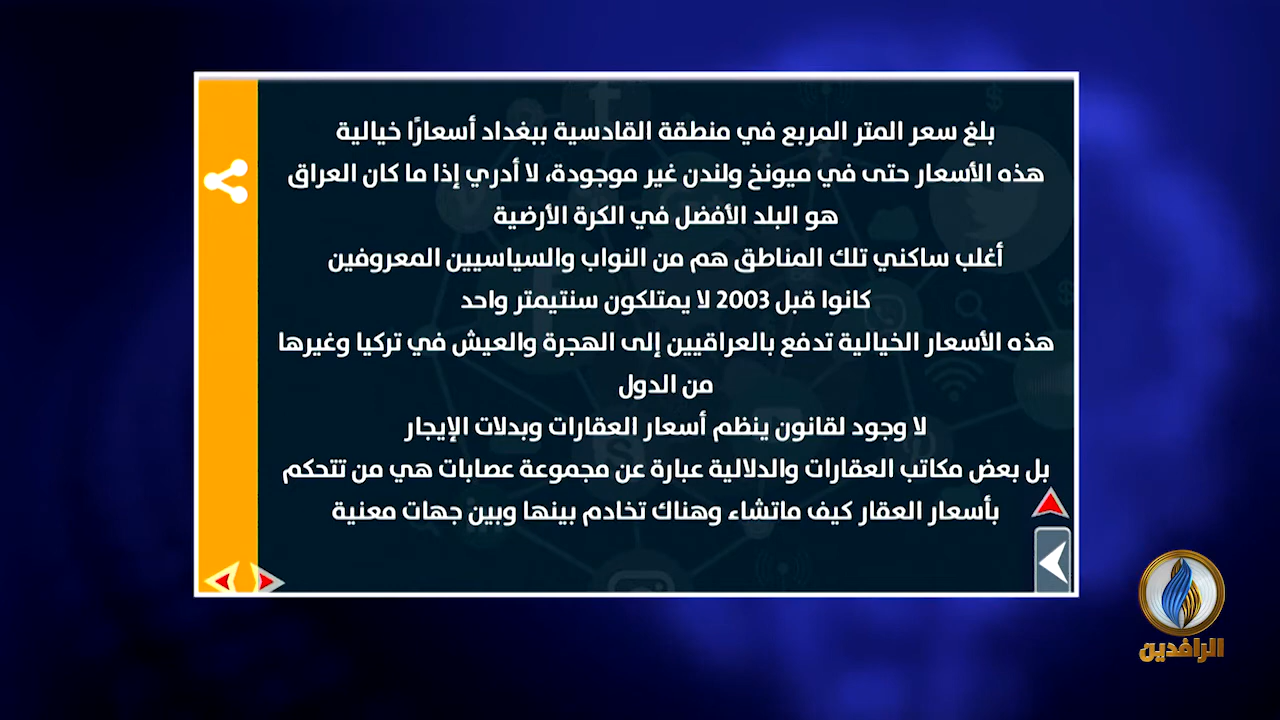 بلغ سعر المتر المربع في منطقة القادسية ببغداد أسعارًا خيالية
هذه الأسعار حتى في ميونخ ولندن غير موجودة، لا أدري إذا ما كان العراق
هو البلد الأفضل في الكرة الأرضية
أغلب ساكني تلك المناطق هم من النواب والسياسيين المعروفين
كانوا قبل 2003 لا يمتلكون سنتيمتر واحد
هذه الأسعار الخيالية تدفع بالعراقيين إلى الهجرة والعيش في تركيا وغيرها
من الدول
لا وجود لقانون ينظم أسعار العقارات وبدلات الإيجار
بل بعض مكاتب العقارات والدلالية عبارة عن مجموعة عصابات هي من تتحكم
بأسعار العقار كيف ماتشاء وهناك تخادم بينها وبين جهات معنية
الرافدين